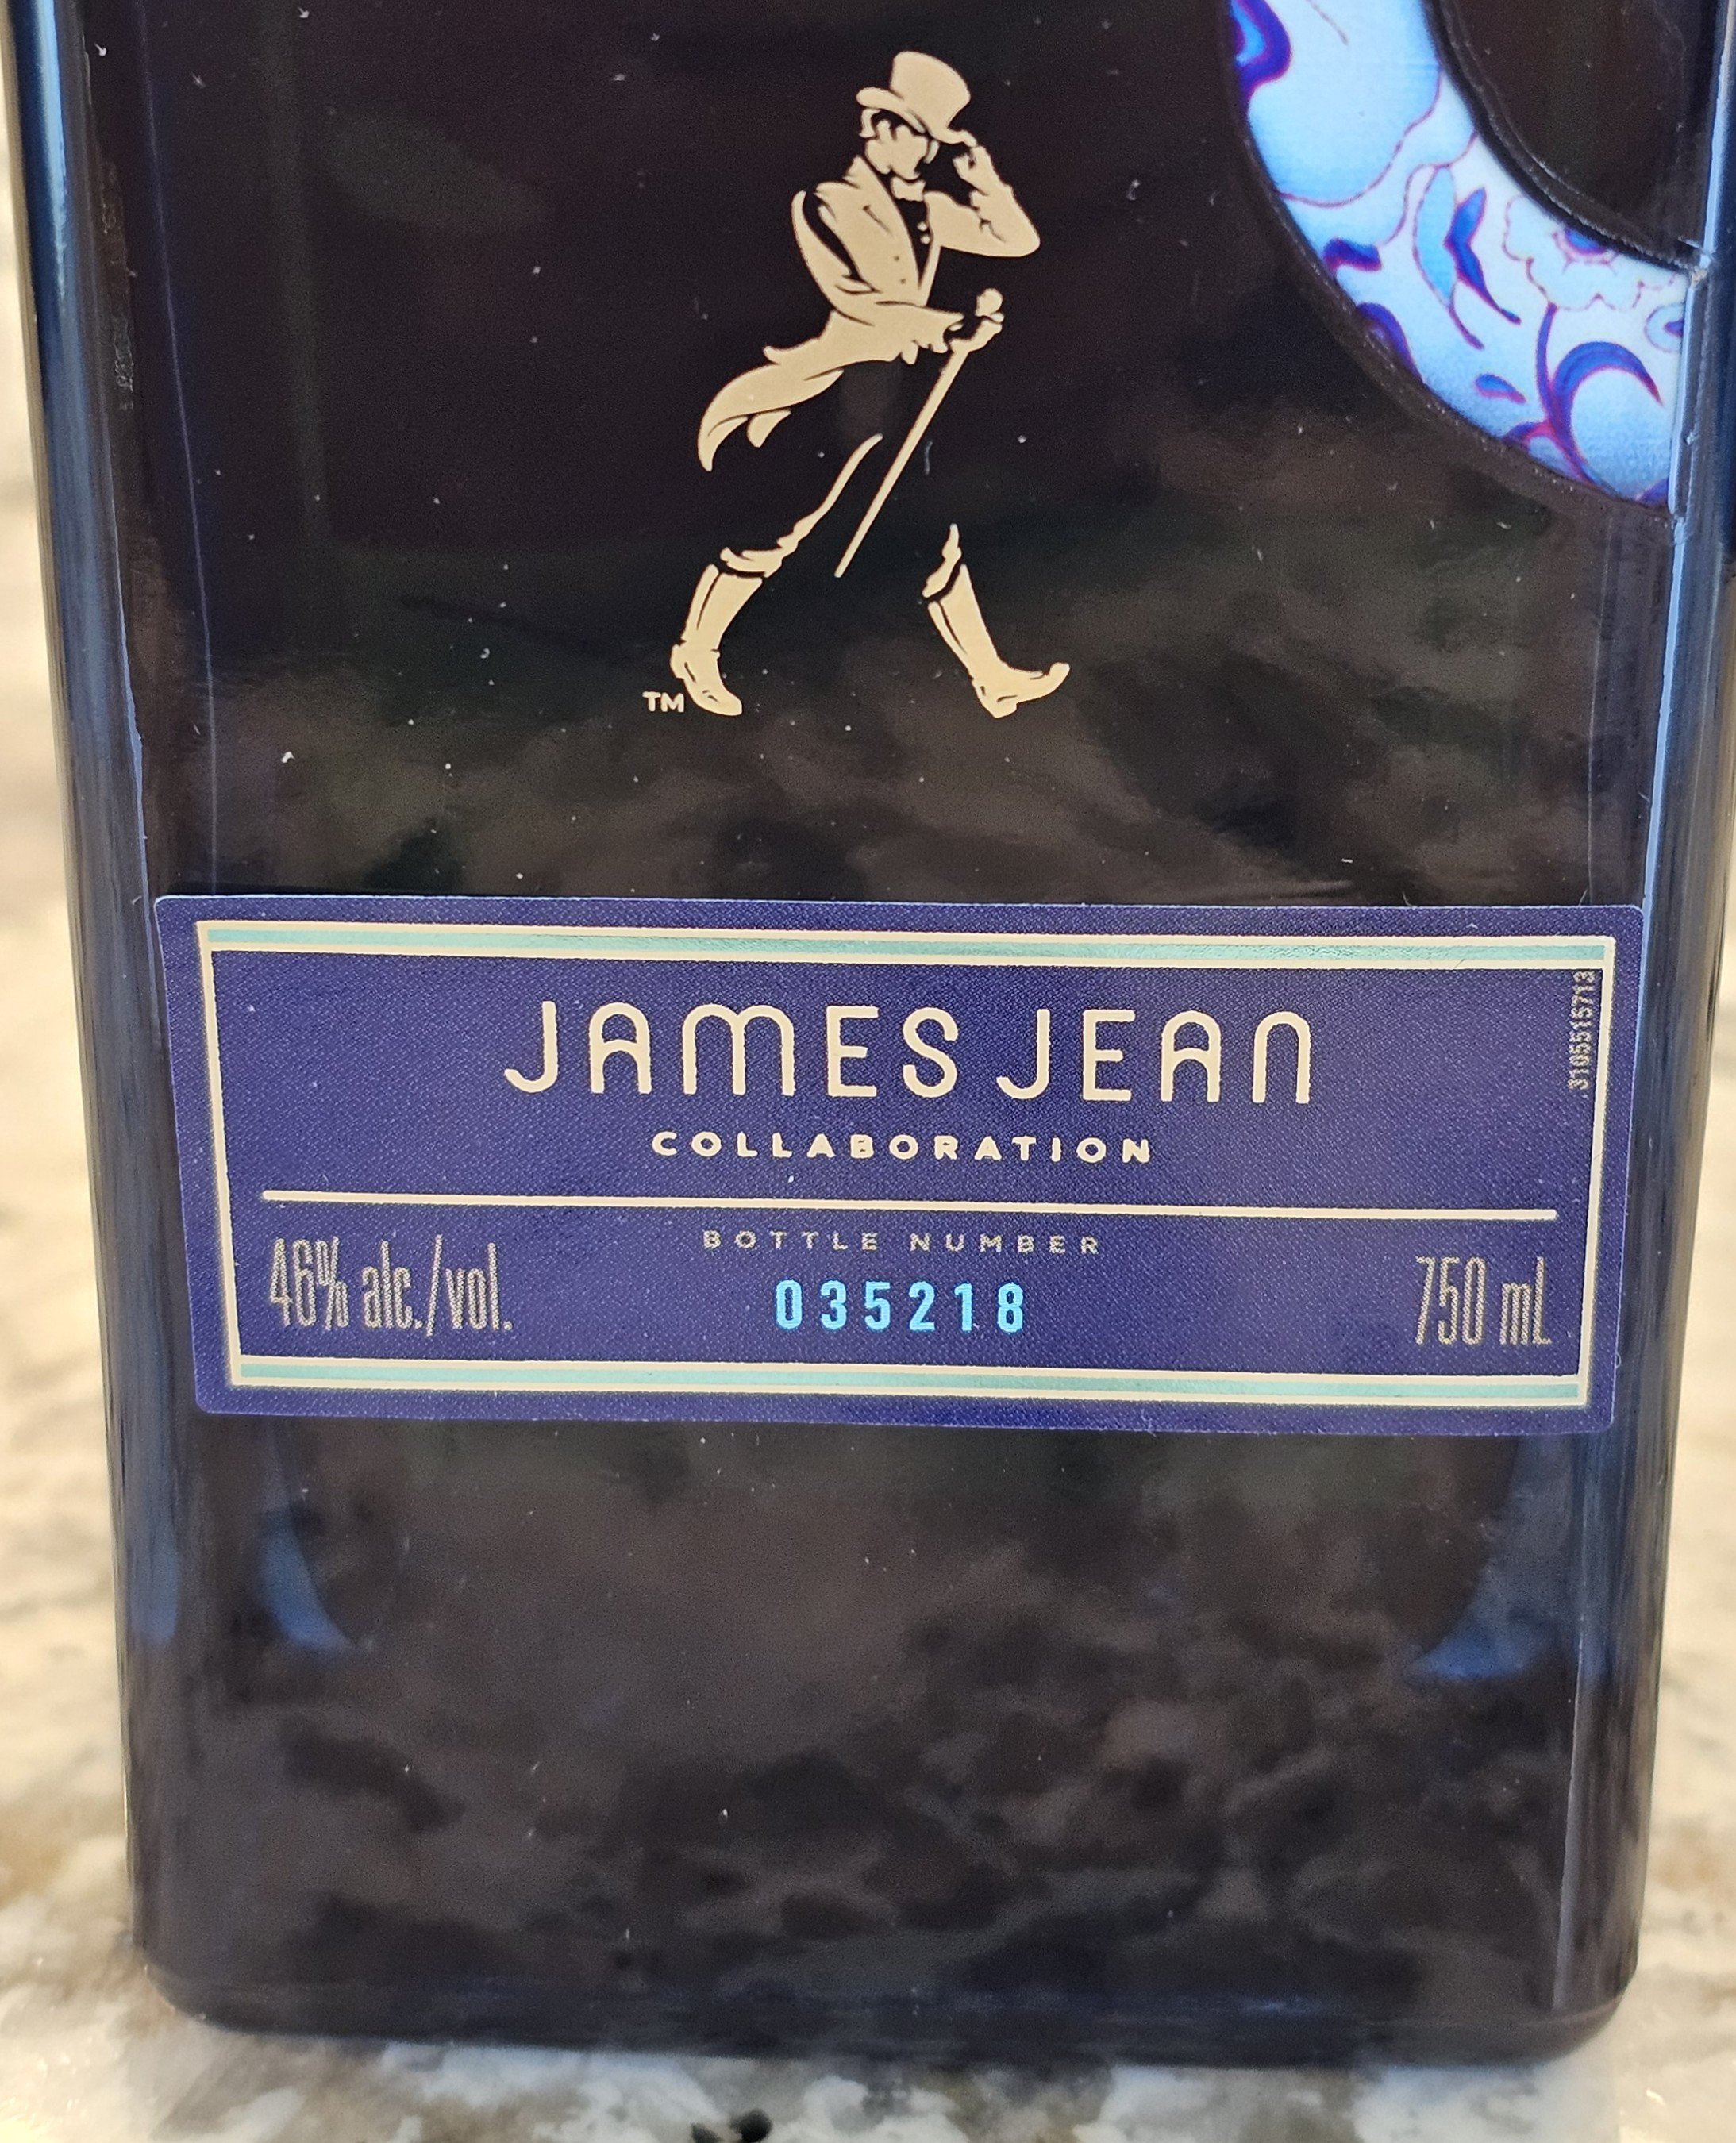 TM
JAMES JEAN
COLLABORATION
BOTTLE NUMBER
46% alc./vol.
035218
750 mL
3105515713